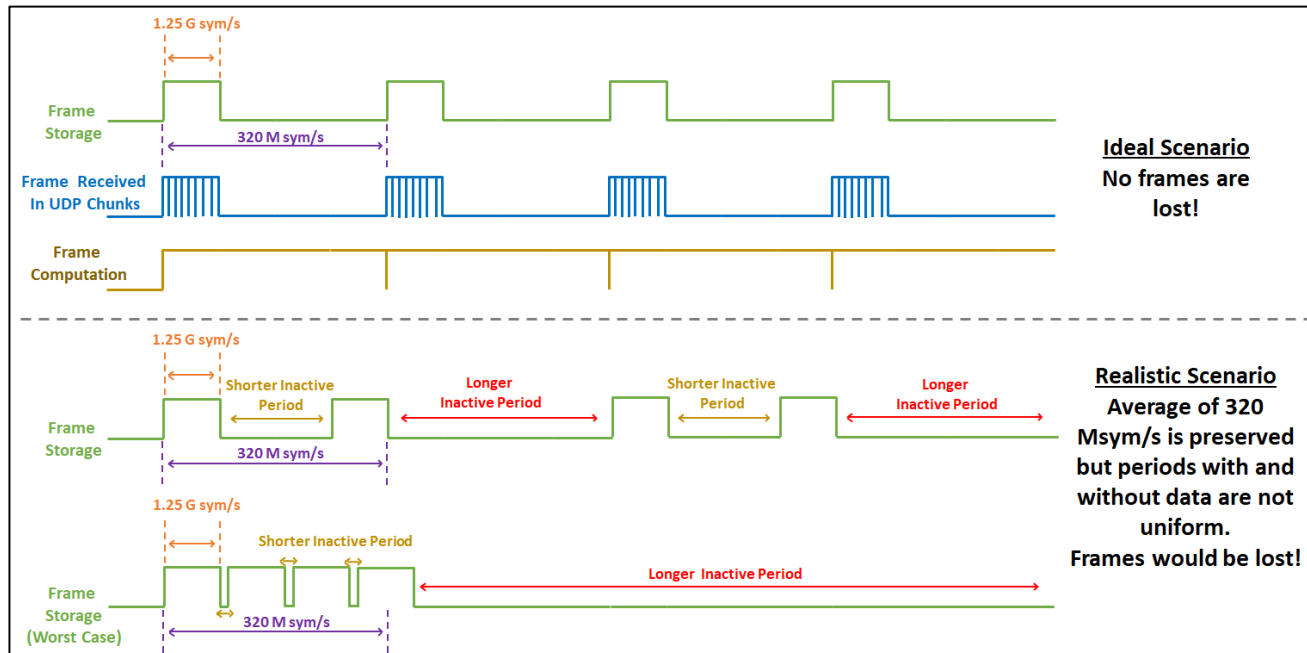 1.25 G sym/s
Frame
Storage
320 M sym/s
Frame Received
In UDP Chunks
Frame
Computation
Ideal Scenario
No frames are
lost!
1.25 G sym/s
Shorter Inactive
Period
Longer
Inactive Period
Shorter Inactive
Period
Longer
Inactive Period
Frame
Storage
320 M sym/s
1.25 G sym/s
Shorter Inactive Period
Longer Inactive Period
Frame
Storage
(Worst Case)
320 M sym/s
Realistic Scenario
Average of 320
Msym/s is preserved
but periods with and
without data are not
uniform.
Frames would be lost!